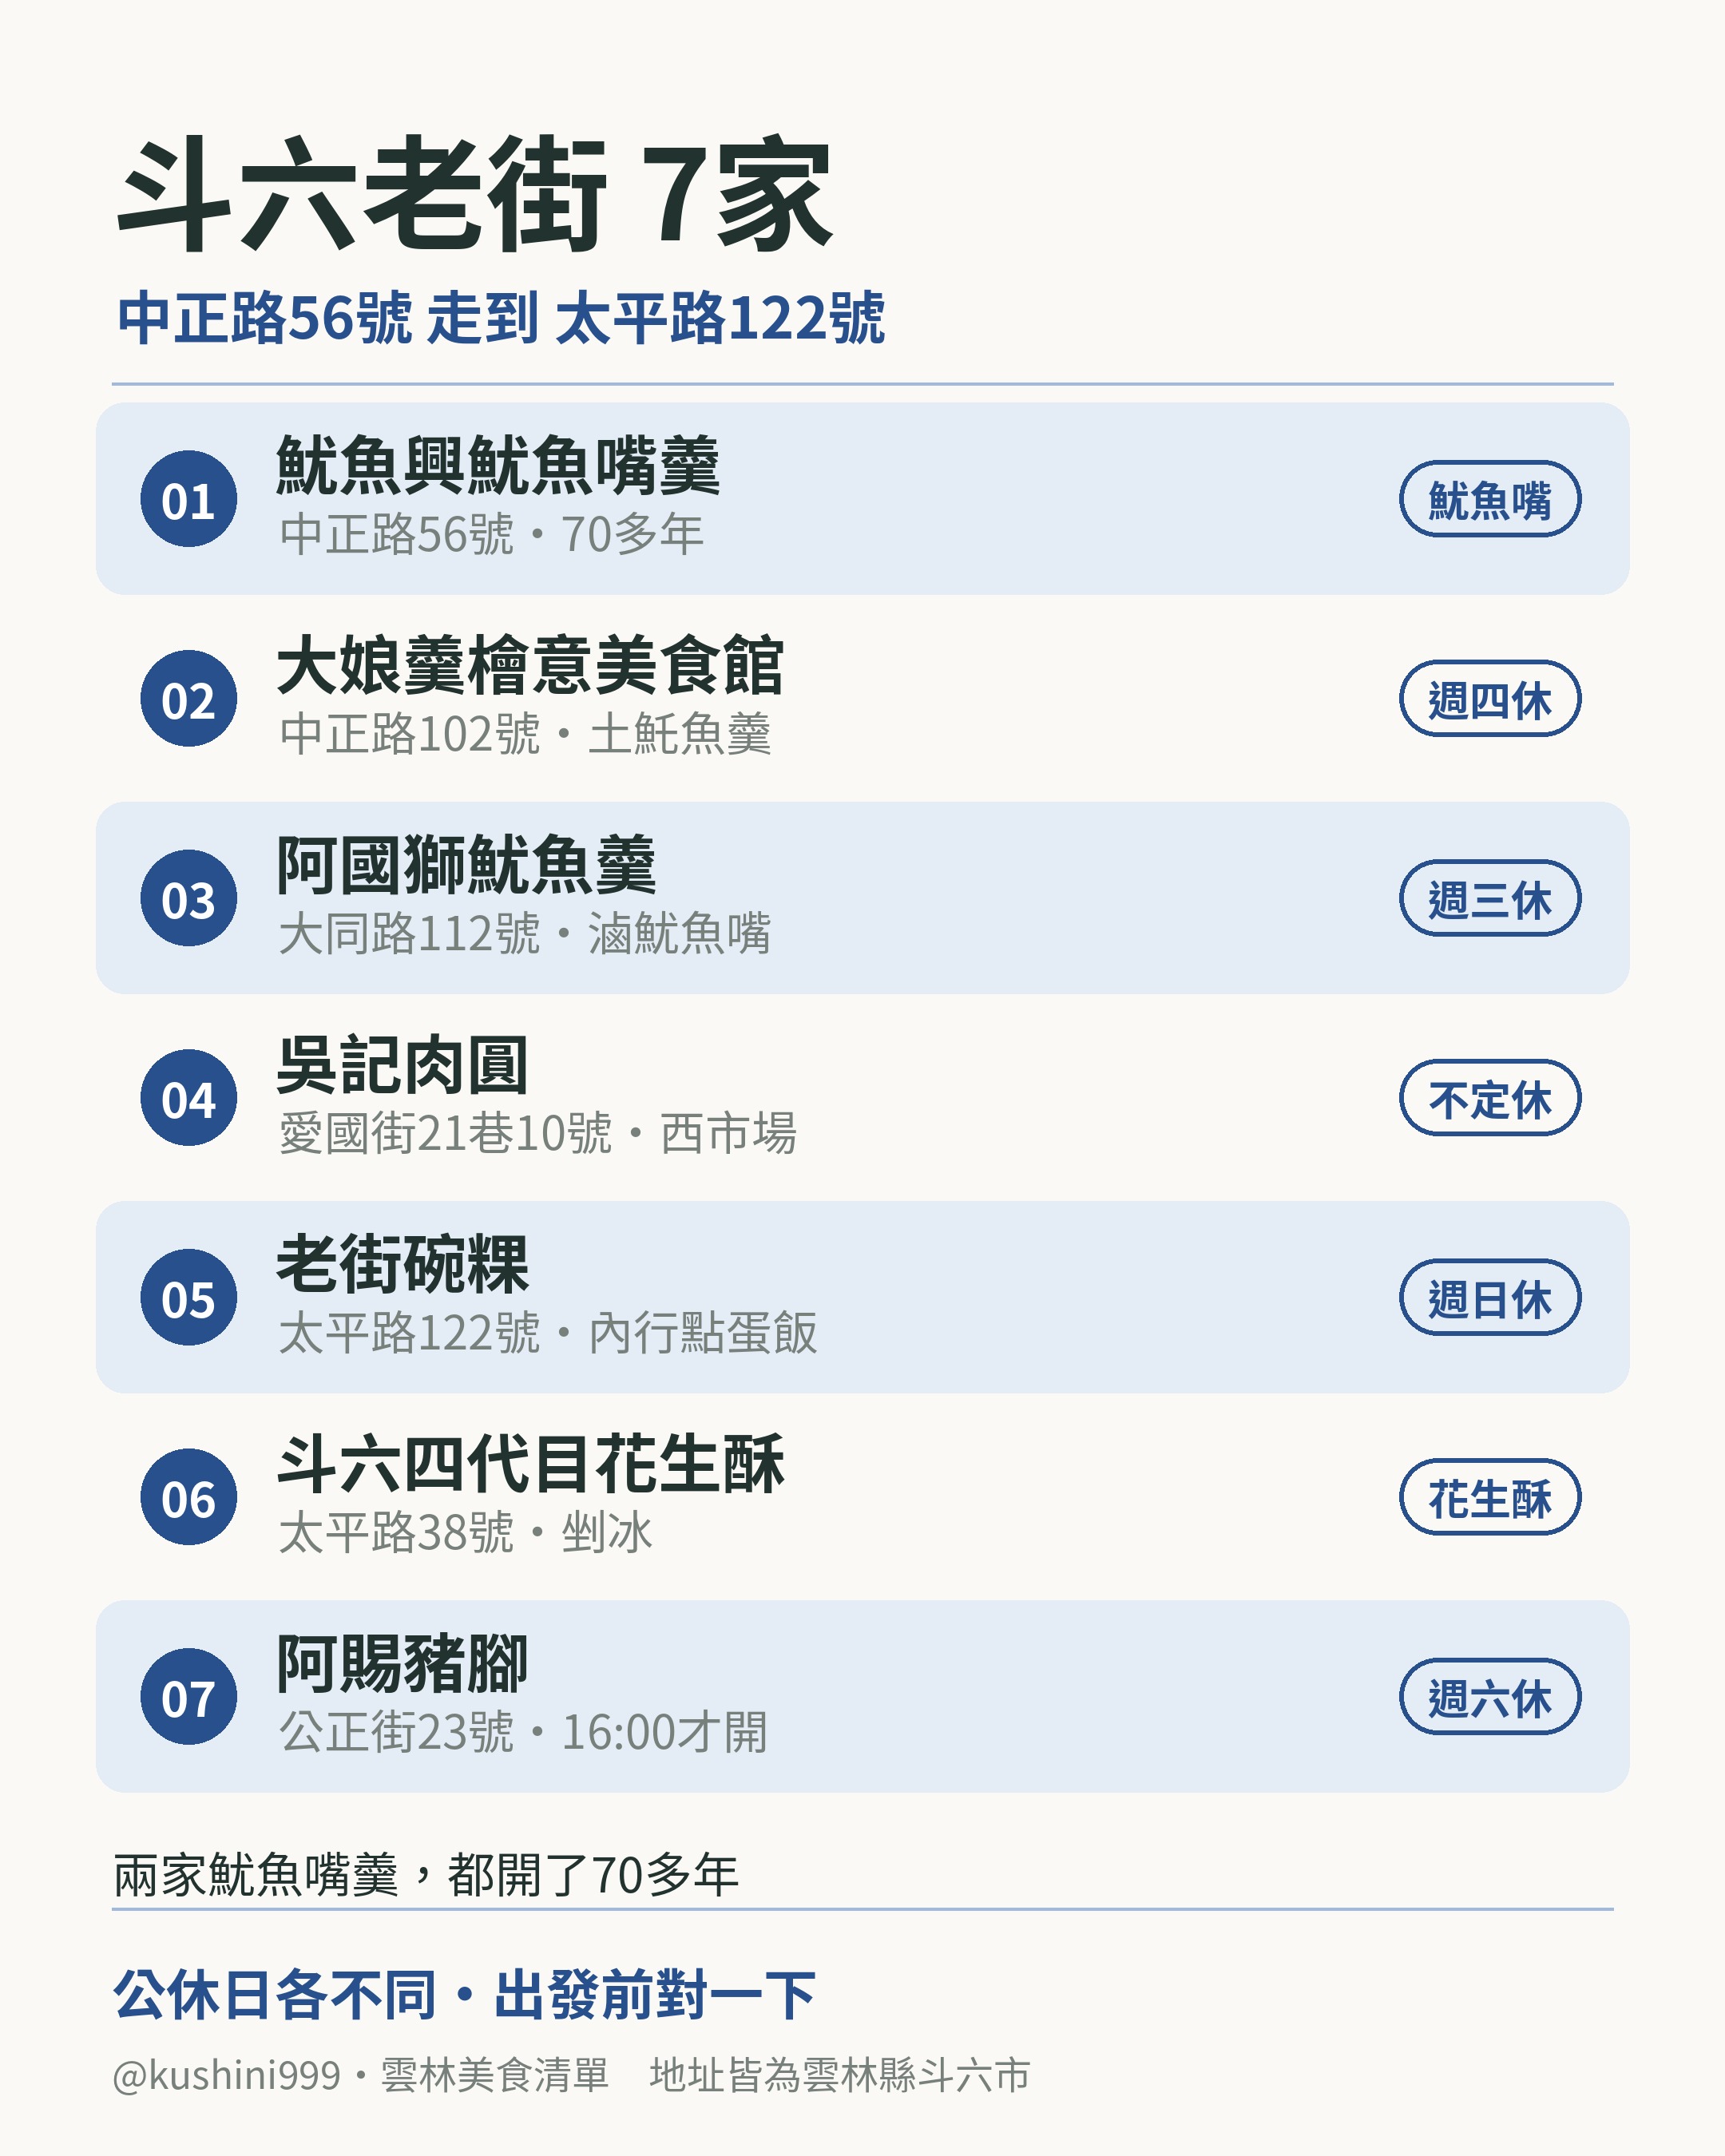 斗六老街 7家
中正路56號 走到 太平路122號
01
魷魚興魷魚嘴羹
中正路56號・70多年
魷魚嘴
02
大娘羹檜意美食館
中正路102號・土魠魚羹
週四休
03
阿國獅魷魚羹
大同路112號・滷魷魚嘴
週三休
04
吳記肉圓
愛國街21巷10號・西市場
不定休
05
老街碗粿
太平路122號・內行點蛋飯
週日休
06
斗六四代目花生酥
太平路38號・剉冰
花生酥
07
阿賜豬腳
公正街23號・16:00才開
週六休
兩家魷魚嘴羹，都開了70多年
公休日各不同・出發前對一下
@kushini999・雲林美食清單　地址皆為雲林縣斗六市